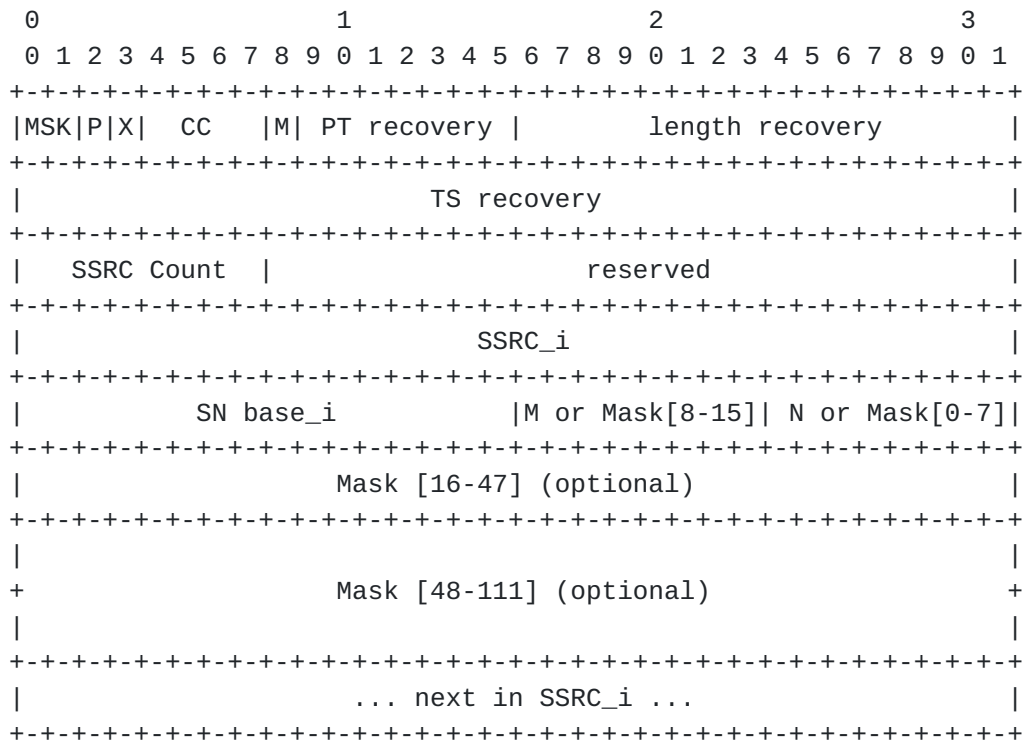 0                   1                   2                   3
 0 1 2 3 4 5 6 7 8 9 0 1 2 3 4 5 6 7 8 9 0 1 2 3 4 5 6 7 8 9 0 1
+-+-+-+-+-+-+-+-+-+-+-+-+-+-+-+-+-+-+-+-+-+-+-+-+-+-+-+-+-+-+-+-+
|MSK|P|X|  CC   |M| PT recovery |        length recovery        |
+-+-+-+-+-+-+-+-+-+-+-+-+-+-+-+-+-+-+-+-+-+-+-+-+-+-+-+-+-+-+-+-+
|                          TS recovery                          |
+-+-+-+-+-+-+-+-+-+-+-+-+-+-+-+-+-+-+-+-+-+-+-+-+-+-+-+-+-+-+-+-+
|   SSRC Count  |                    reserved                   |
+-+-+-+-+-+-+-+-+-+-+-+-+-+-+-+-+-+-+-+-+-+-+-+-+-+-+-+-+-+-+-+-+
|                             SSRC_i                            |
+-+-+-+-+-+-+-+-+-+-+-+-+-+-+-+-+-+-+-+-+-+-+-+-+-+-+-+-+-+-+-+-+
|           SN base_i           |M or Mask[8-15]| N or Mask[0-7]|
+-+-+-+-+-+-+-+-+-+-+-+-+-+-+-+-+-+-+-+-+-+-+-+-+-+-+-+-+-+-+-+-+
|                    Mask [16-47] (optional)                    |
+-+-+-+-+-+-+-+-+-+-+-+-+-+-+-+-+-+-+-+-+-+-+-+-+-+-+-+-+-+-+-+-+
|                                                               |
+                    Mask [48-111] (optional)                   +
|                                                               |
+-+-+-+-+-+-+-+-+-+-+-+-+-+-+-+-+-+-+-+-+-+-+-+-+-+-+-+-+-+-+-+-+
|                     ... next in SSRC_i ...                    |
+-+-+-+-+-+-+-+-+-+-+-+-+-+-+-+-+-+-+-+-+-+-+-+-+-+-+-+-+-+-+-+-+